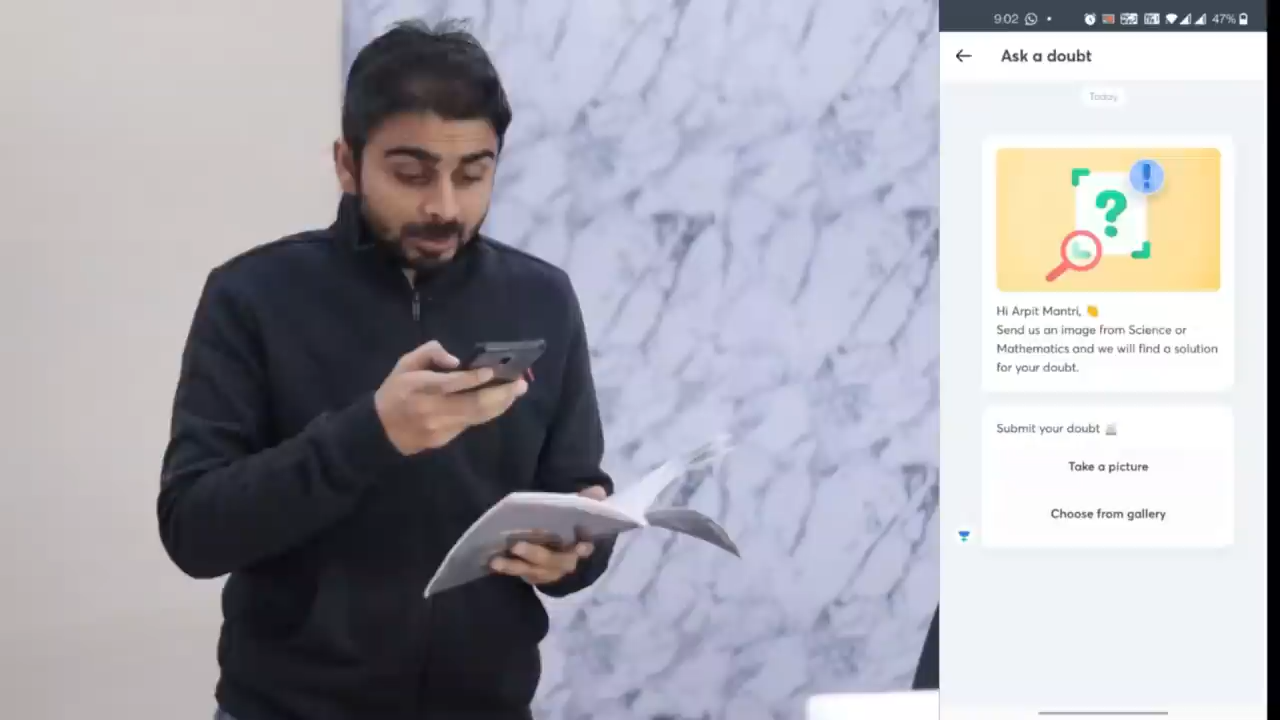 9:02
47%
Ask a doubt
Today
?
!
Hi Arpit Mantri, 👏
Send us an image from Science or
Mathematics and we will find a solution
for your doubt.
Submit your doubt
Take a picture
Choose from gallery